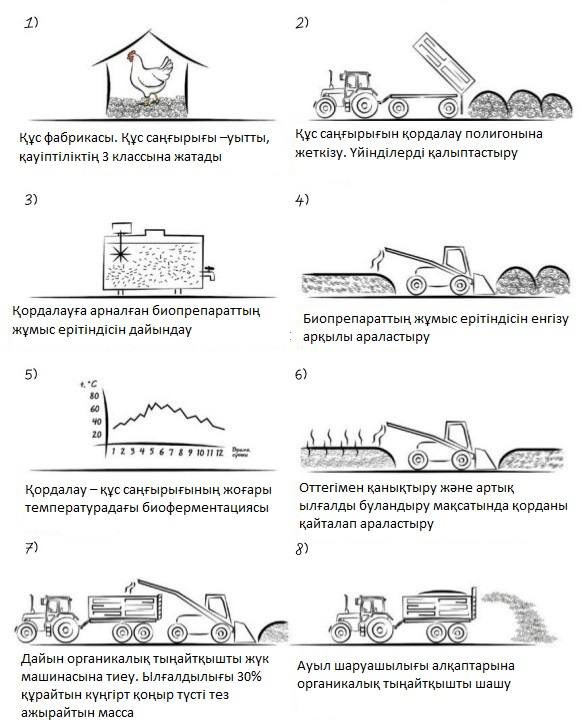 1)
Құс фабрикасы. Құс саңғырығы –уытты,
қауіптіліктің 3 классына жатады
2)
Құс саңғырығын қордалау полигонына
жеткізу. Үйінділерді қалыптастыру
3)
Қордалауға арналған биопрепараттың
жұмыс ерітіндісін дайындау
4)
Биопрепараттың жұмыс ерітіндісін енгізу
арқылы араластыру
5)
t, °C
80
60
40
20
1 2 3 4 5 6 7 8 9 10 11 12
Время,
сутки
Қордалау – құс саңғырығының жоғары
температурадағы биоферментациясы
6)
Оттегімен қанықтыру және артық
ылғалды буландыру мақсатында қорданы
қайталап араластыру
7)
Дайын органикалық тыңайтқышты жүк
машинасына тиеу. Ылғалдылығы 30%
құрайтын күңгірт қоңыр түсті тез
ажырайтын масса
8)
Ауыл шаруашылығы алқаптарына
органикалық тыңайтқышты шашу